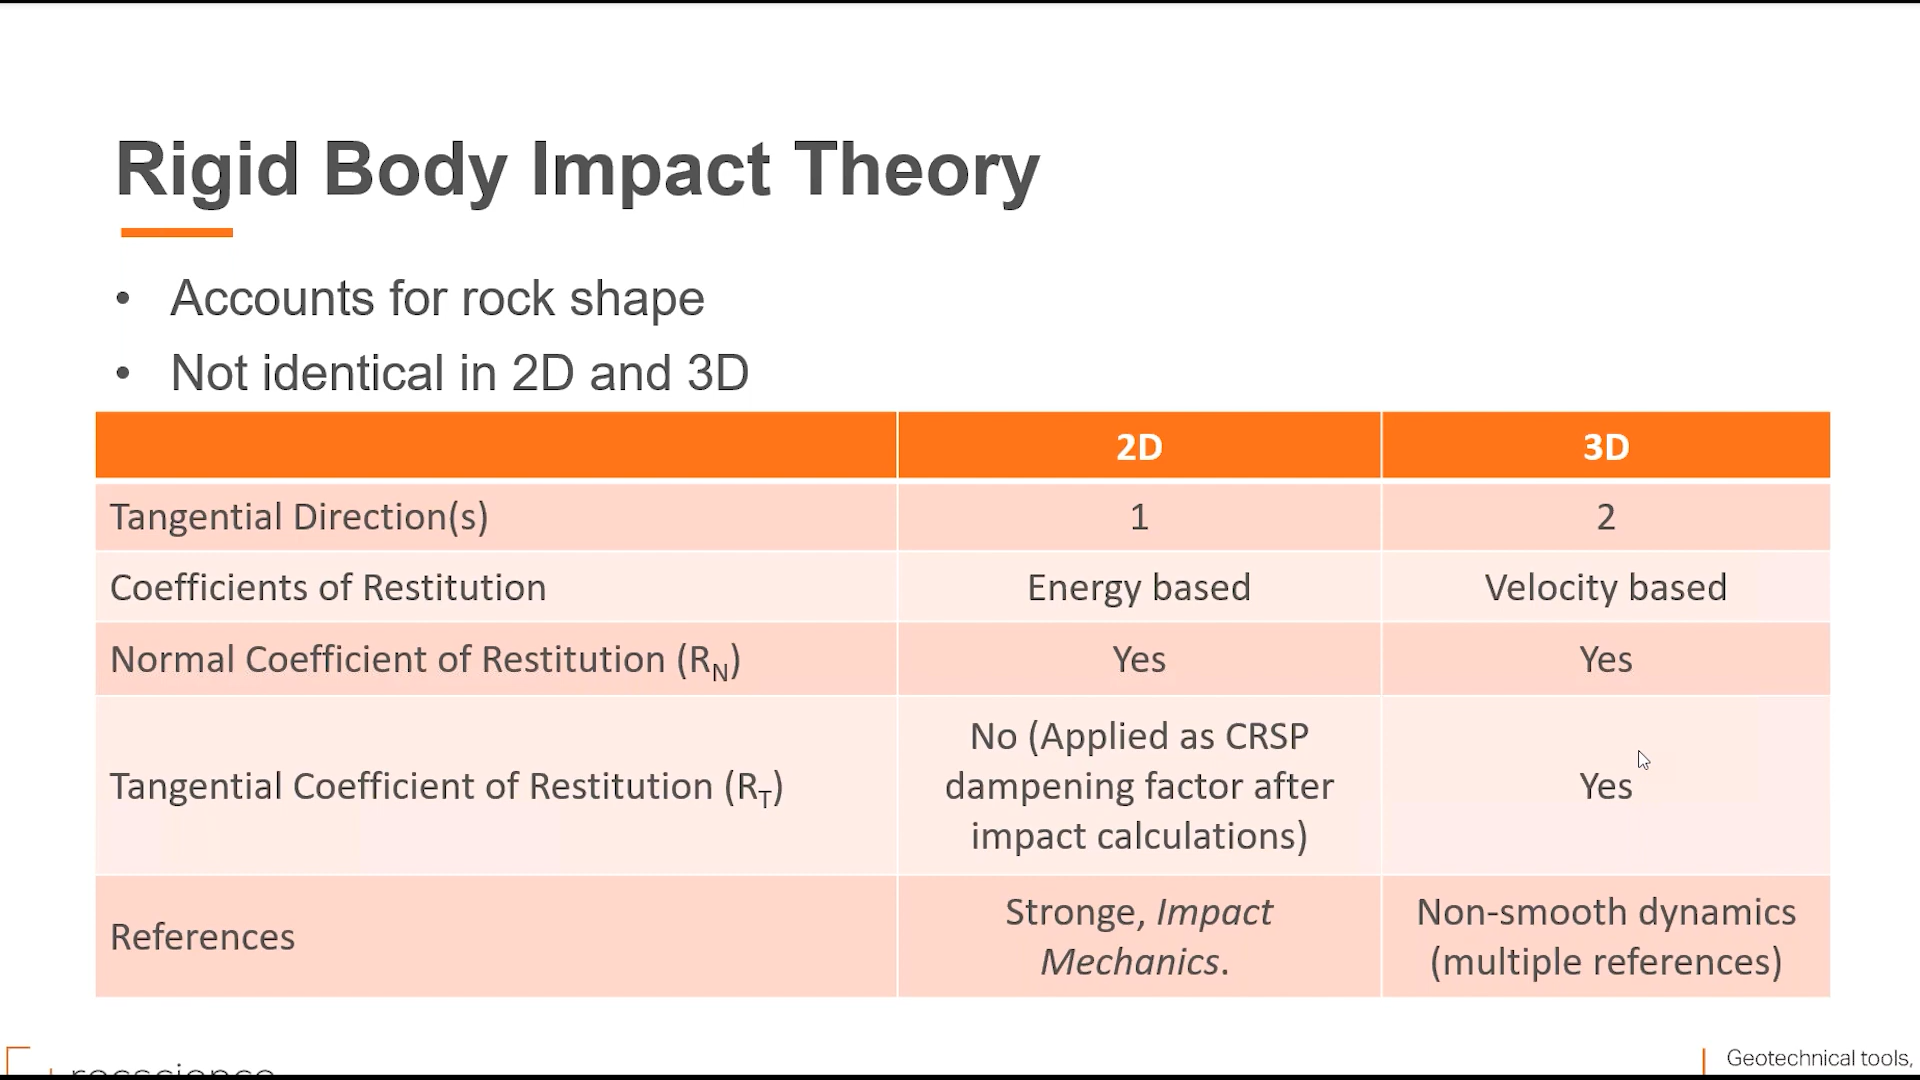 Rigid Body Impact Theory
• Accounts for rock shape
• Not identical in 2D and 3D
2D 3D
Tangential Direction(s) 1 2
Coefficients of Restitution Energy based Velocity based
Normal Coefficient of Restitution (RN) Yes Yes
Tangential Coefficient of Restitution (RT) No (Applied as CRSP
dampening factor after
impact calculations) Yes
References Stronge, Impact
Mechanics. Non-smooth dynamics
(multiple references)
rocscience
Geotechnical tools,